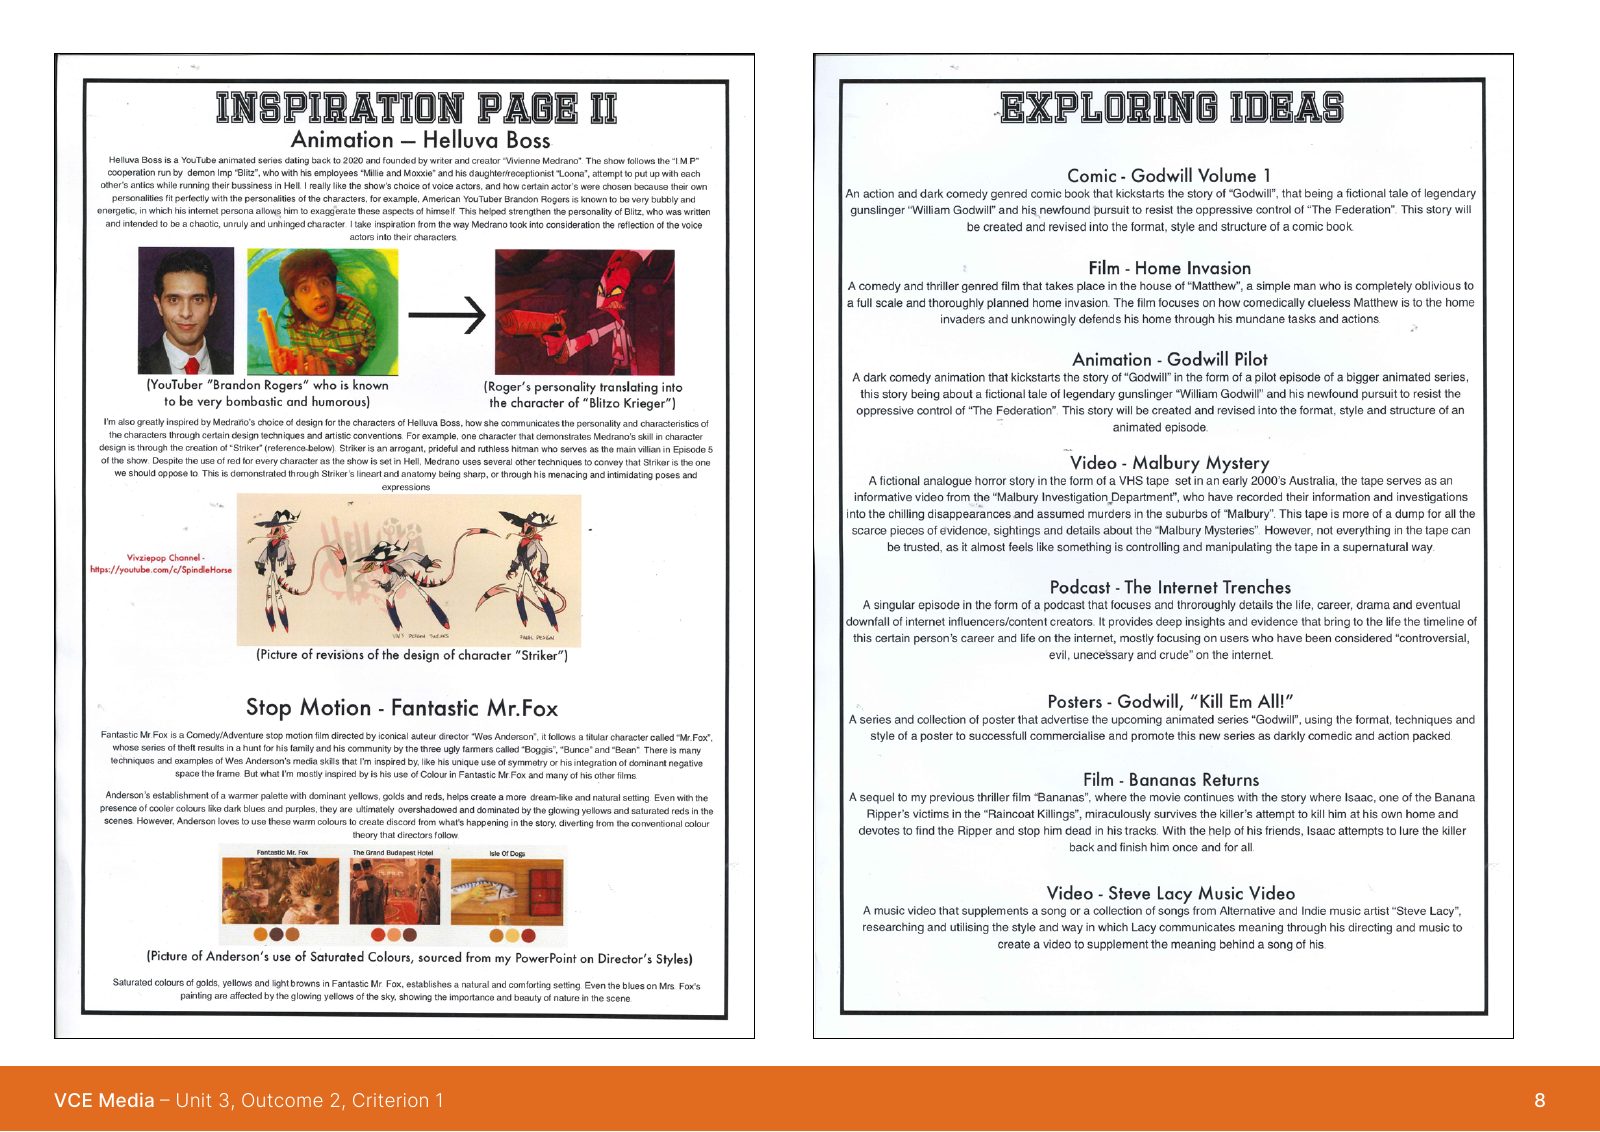 INSPIRATION PAGE II
Animation – Helluva Boss
Helluva Boss is a YouTube animated series dating back to 2020 and founded by writer and creator "Vivienne Medrano". The show follows the "I M P"
cooperation run by demon Imp "Blitz", who with his employees "Millie and Moxxie" and his daughter/receptionist "Loona", attempt to put up with each
other's antics while running their bussiness in Hell. I really like the show's choice of voice actors, and how certain actor's were chosen because their own
personalities fit perfectly with the personalities of the characters, for example, American YouTuber Brandon Rogers is known to be very bubbly and
energetic, in which his internet persona allows him to exaggerate these aspects of himself. This helped strengthen the personality of Blitz, who was written
and intended to be a chaotic, unruly and unhinged character. I take inspiration from the way Medrano took into consideration the reflection of the voice
actors into their characters.
(YouTuber "Brandon Rogers" who is known
to be very bombastic and humorous)
(Roger's personality translating into
the character of "Blitzo Krieger")
I'm also greatly inspired by Medrano's choice of design for the characters of Helluva Boss, how she communicates the personality and characteristics of
the characters through certain design techniques and artistic conventions. For example, one character that demonstrates Medrano's skill in character
design is through the creation of "Striker" (reference below). Striker is an arrogant, prideful and ruthless hitman who serves as the main villian in Episode 5
of the show. Despite the use of red for every character as the show is set in Hell, Medrano uses several other techniques to convey that Striker is the one
we should oppose to. This is demonstrated through Striker's lineart and anatomy being sharp, or through his menacing and intimidating poses and
expressions.
Vivziepop Channel -
https://youtube.com/c/SpindleHorse
FINAL DESIGN
(Picture of revisions of the design of character "Striker")
Stop Motion - Fantastic Mr.Fox
Fantastic Mr.Fox is a Comedy/Adventure stop motion film directed by iconical auteur director "Wes Anderson", it follows a titular character called "Mr.Fox",
whose series of theft results in a hunt for his family and his community by the three ugly farmers called "Boggis", "Bunce" and "Bean". There is many
techniques and examples of Wes Anderson's media skills that I'm inspired by, like his unique use of symmetry or his integration of dominant negative
space the frame. But what I'm mostly inspired by is his use of Colour in Fantastic Mr.Fox and many of his other films.
Anderson's establishment of a warmer palette with dominant yellows, golds and reds, helps create a more dream-like and natural setting. Even with the
presence of cooler colours like dark blues and purples, they are ultimately overshadowed and dominated by the glowing yellows and saturated reds in the
scenes. However, Anderson loves to use these warm colours to create discord from what's happening in the story, diverting from the conventional colour
theory that directors follow.
Fantastic Mr. Fox
The Grand Budapest Hotel
Isle Of Dogs
(Picture of Anderson's use of Saturated Colours, sourced from my PowerPoint on Director's Styles)
Saturated colours of golds, yellows and light browns in Fantastic Mr. Fox, establishes a natural and comforting setting. Even the blues on Mrs. Fox's
painting are affected by the glowing yellows of the sky, showing the importance and beauty of nature in the scene.
EXPLORING IDEAS
Comic - Godwill Volume 1
An action and dark comedy genred comic book that kickstarts the story of "Godwill", that being a fictional tale of legendary
gunslinger "William Godwill" and his newfound pursuit to resist the oppressive control of "The Federation". This story will
be created and revised into the format, style and structure of a comic book.
Film - Home Invasion
A comedy and thriller genred film that takes place in the house of "Matthew", a simple man who is completely oblivious to
a full scale and thoroughly planned home invasion. The film focuses on how comedically clueless Matthew is to the home
invaders and unknowingly defends his home through his mundane tasks and actions.
Animation - Godwill Pilot
A dark comedy animation that kickstarts the story of "Godwill" in the form of a pilot episode of a bigger animated series,
this story being about a fictional tale of legendary gunslinger "William Godwill" and his newfound pursuit to resist the
oppressive control of "The Federation". This story will be created and revised into the format, style and structure of an
animated episode.
Video - Malbury Mystery
A fictional analogue horror story in the form of a VHS tape set in an early 2000's Australia, the tape serves as an
informative video from the "Malbury Investigation Department", who have recorded their information and investigations
into the chilling disappearances and assumed murders in the suburbs of "Malbury". This tape is more of a dump for all the
scarce pieces of evidence, sightings and details about the "Malbury Mysteries". However, not everything in the tape can
be trusted, as it almost feels like something is controlling and manipulating the tape in a supernatural way.
Podcast - The Internet Trenches
A singular episode in the form of a podcast that focuses and throroughly details the life, career, drama and eventual
downfall of internet influencers/content creators. It provides deep insights and evidence that bring to the life the timeline of
this certain person's career and life on the internet, mostly focusing on users who have been considered "controversial,
evil, unecessary and crude" on the internet.
Posters - Godwill, "Kill Em All!"
A series and collection of poster that advertise the upcoming animated series "Godwill", using the format, techniques and
style of a poster to successfull commercialise and promote this new series as darkly comedic and action packed.
Film - Bananas Returns
A sequel to my previous thriller film "Bananas", where the movie continues with the story where Isaac, one of the Banana
Ripper's victims in the "Raincoat Killings", miraculously survives the killer's attempt to kill him at his own home and
devotes to find the Ripper and stop him dead in his tracks. With the help of his friends, Isaac attempts to lure the killer
back and finish him once and for all.
Video - Steve Lacy Music Video
A music video that supplements a song or a collection of songs from Alternative and Indie music artist "Steve Lacy",
researching and utilising the style and way in which Lacy communicates meaning through his directing and music to
create a video to supplement the meaning behind a song of his.
VCE Media – Unit 3, Outcome 2, Criterion 1
8